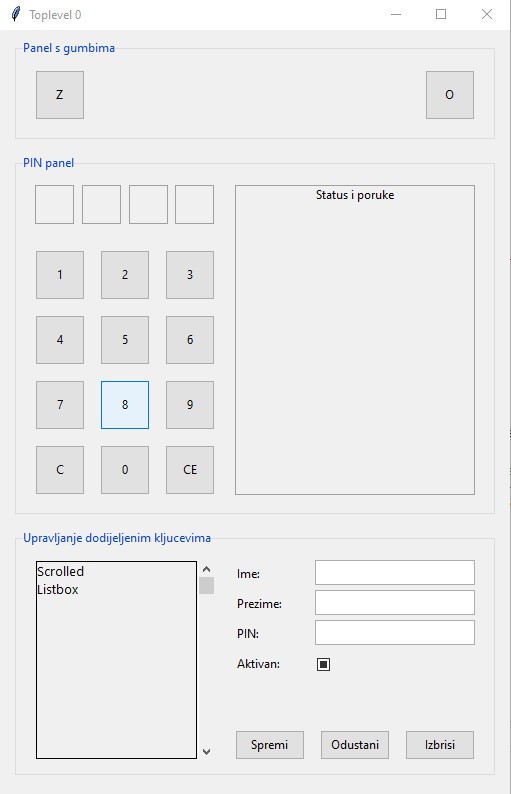 Toplevel 0
Panel s gumbima
Z
O
PIN panel
Status i poruke
1 2 3
4 5 6
7 8 9
C 0 CE
Upravljanje dodijeljenim kljucevima
Scrolled
Listbox
Ime:
Prezime:
PIN:
Aktivan:
Spremi Odustani Izbrisi